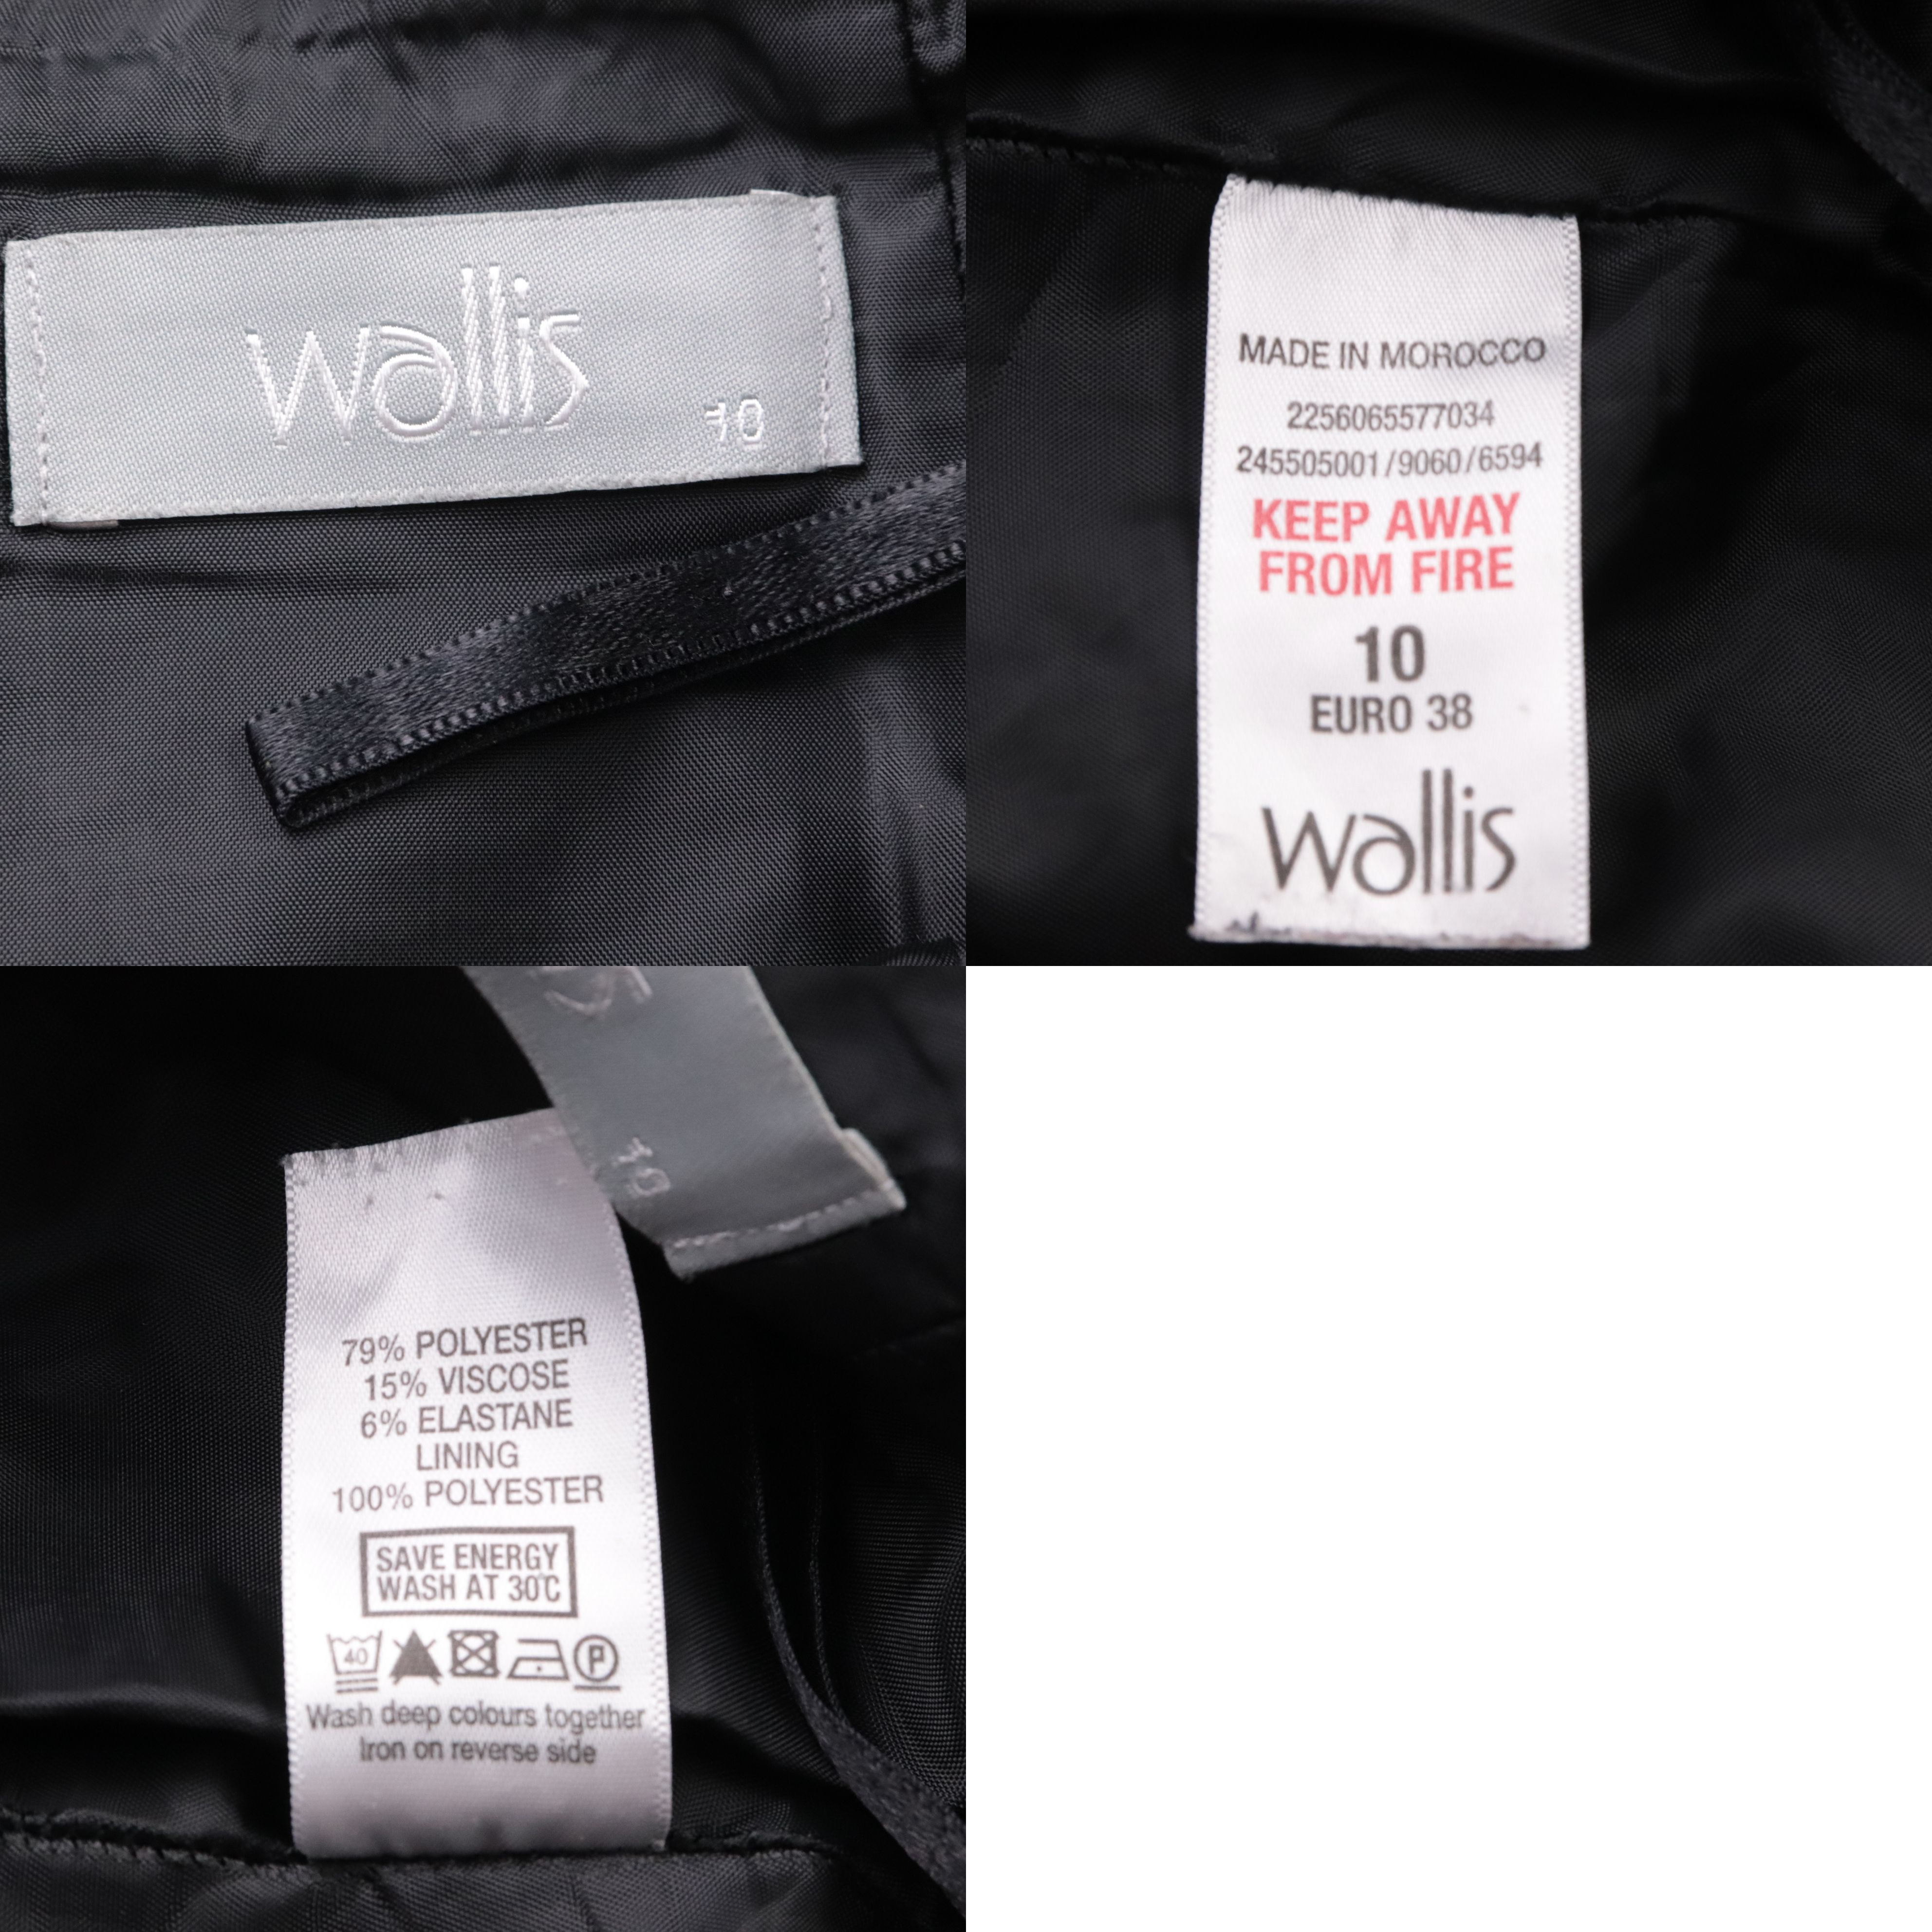 wallis
10
MADE IN MOROCCO
2256065577034
245505001/9060/6594
KEEP AWAY
FROM FIRE
10
EURO 38
wallis
10
79% POLYESTER
15% VISCOSE
6% ELASTANE
LINING
100% POLYESTER
SAVE ENERGY
WASH AT 30°C
40
P
Wash deep colours together
Iron on reverse side